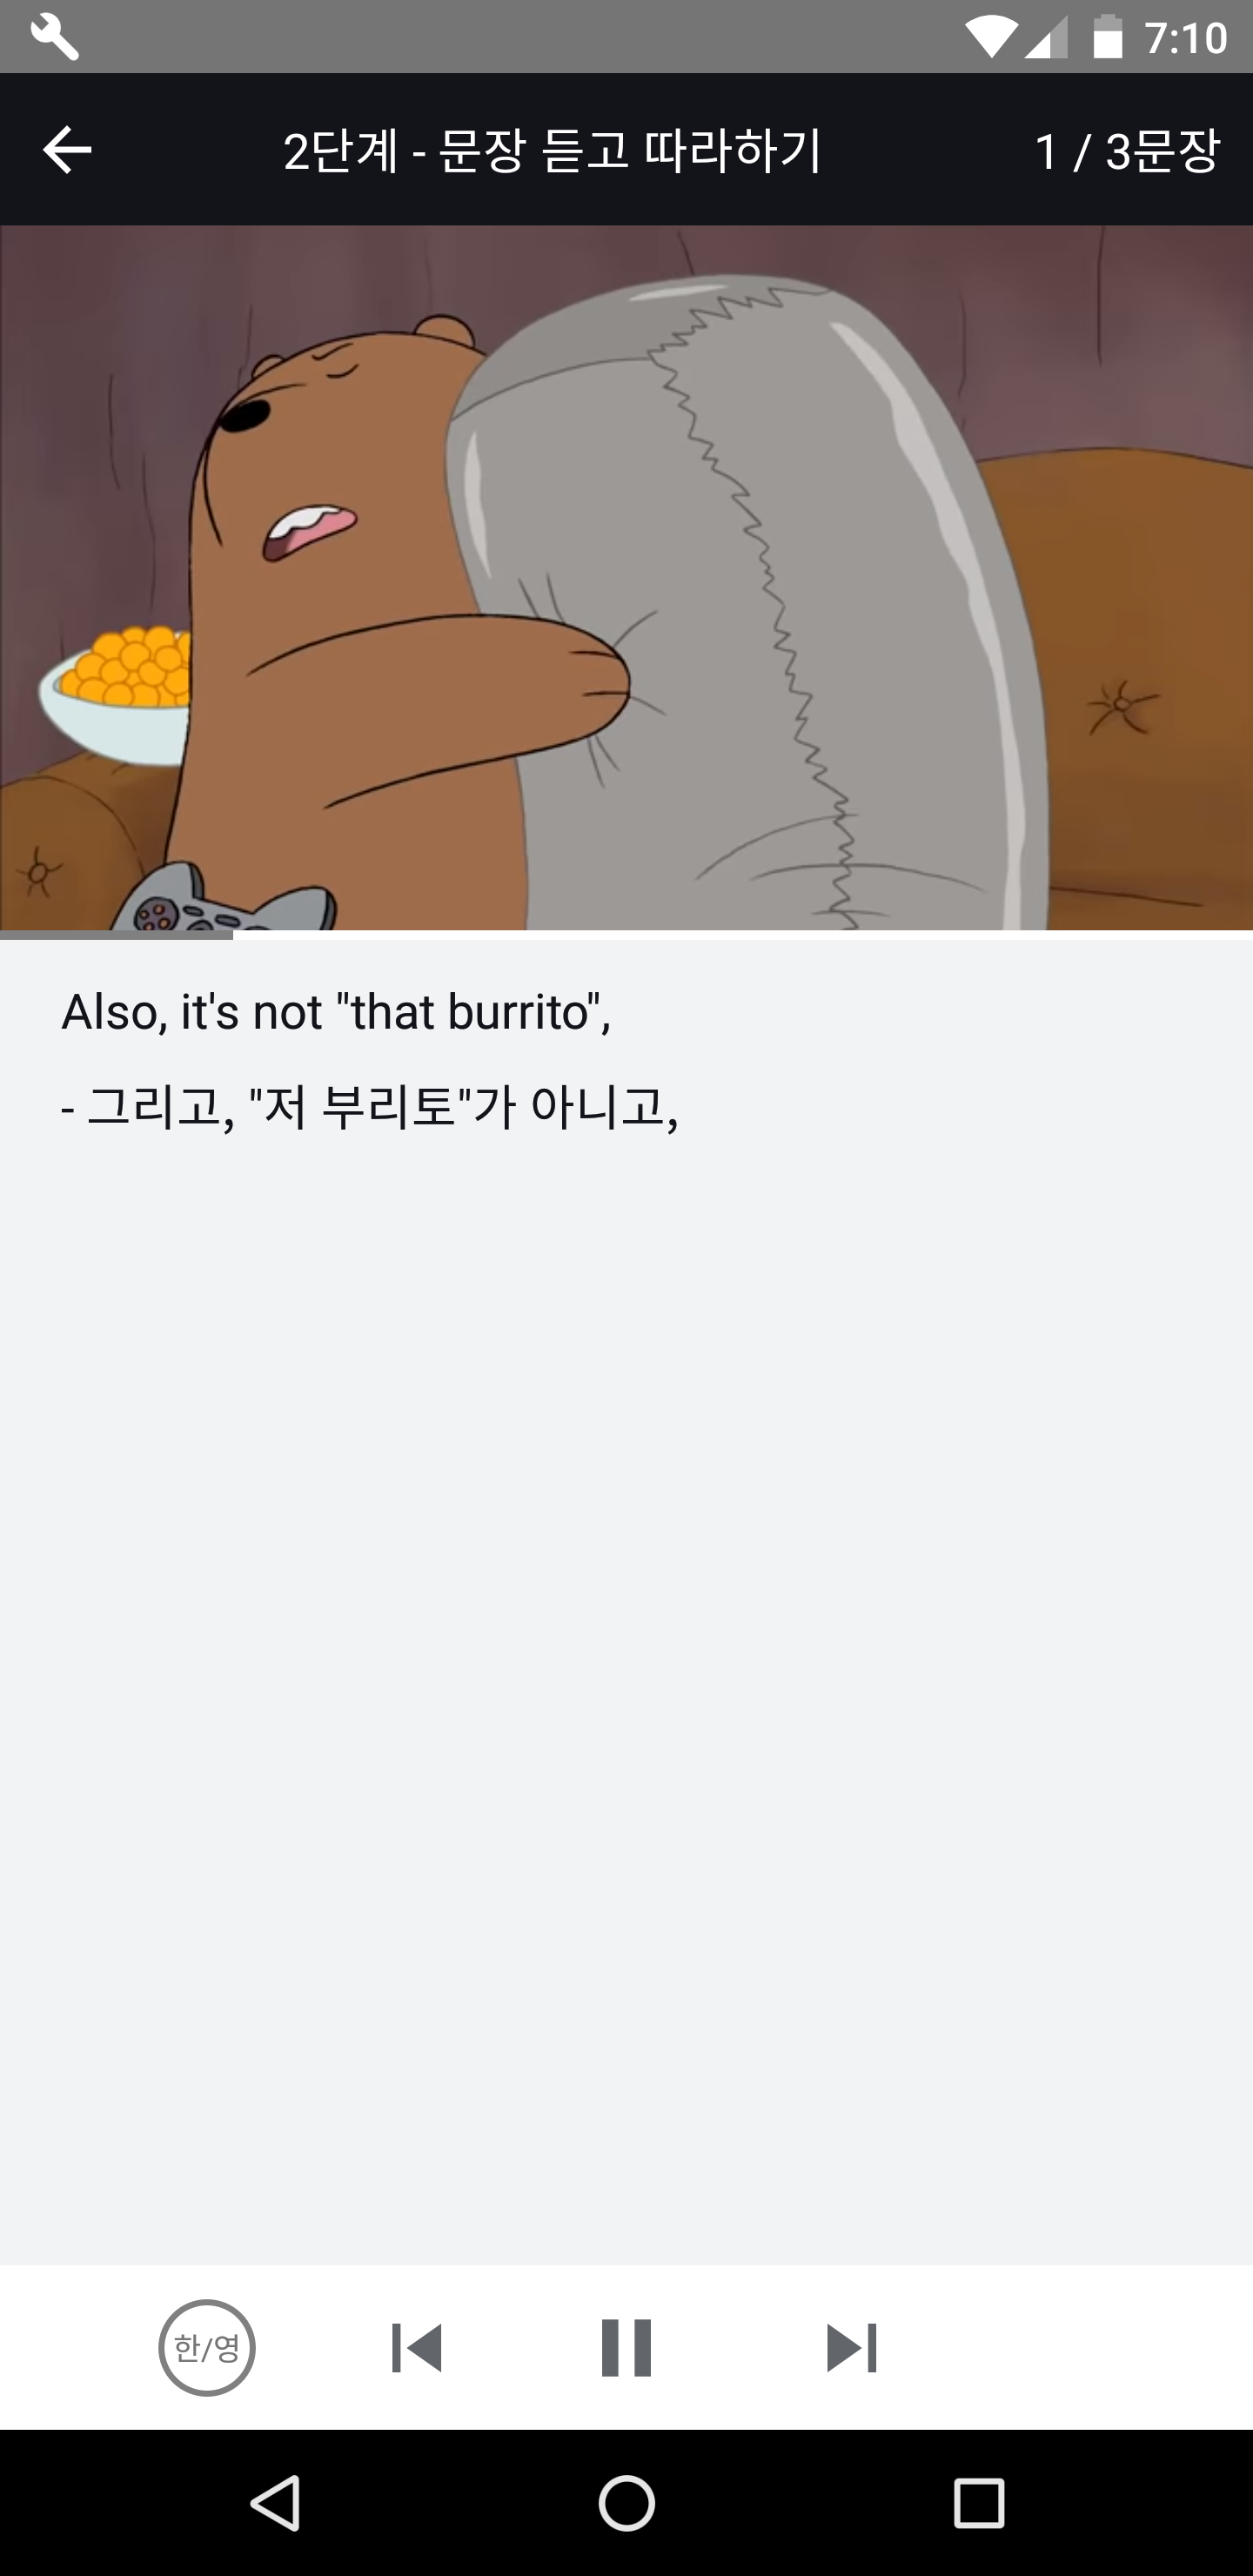 7:10
2단계 - 문장 듣고 따라하기
1 / 3문장
Also, it's not "that burrito",
- 그리고, "저 부리토"가 아니고,
한/영